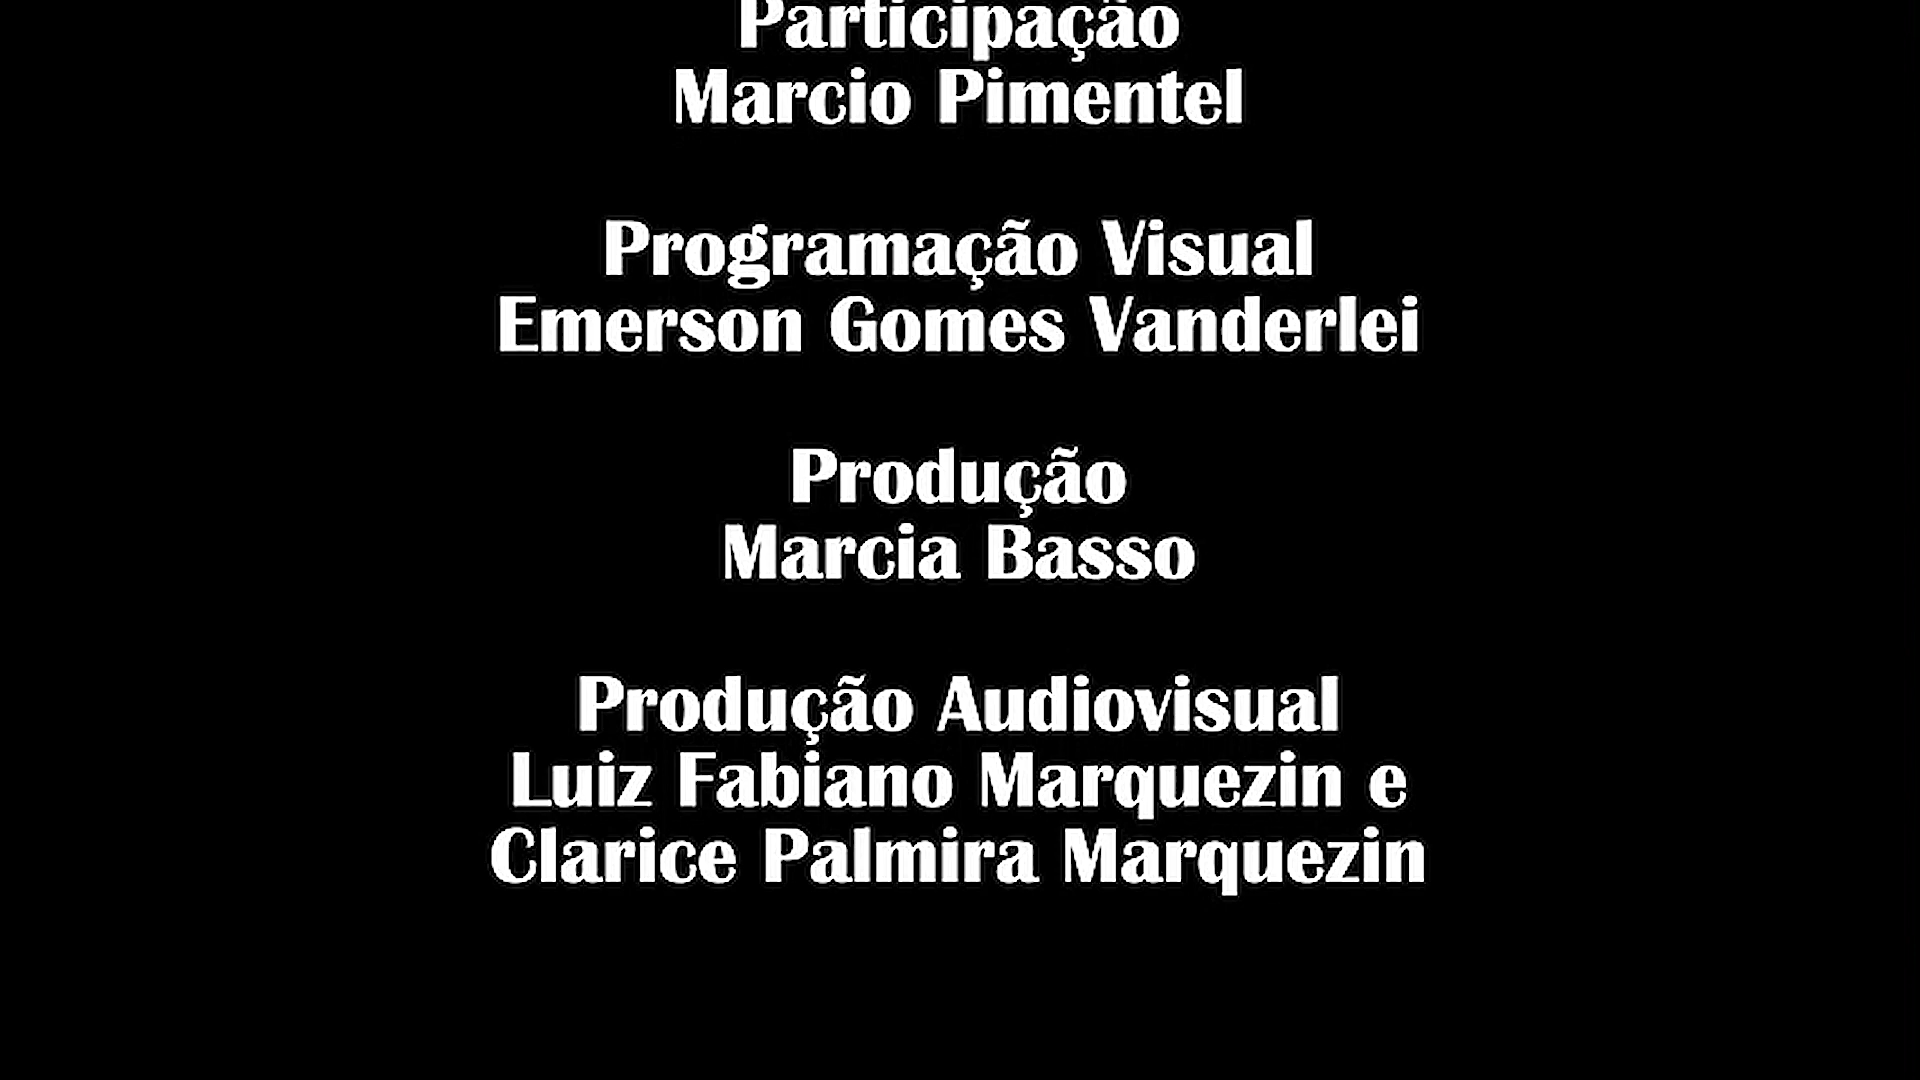 Participação
Marcio Pimentel
Programação Visual
Emerson Gomes Vanderlei
Produção
Marcia Basso
Produção Audiovisual
Luiz Fabiano Marquezin e
Clarice Palmira Marquezin